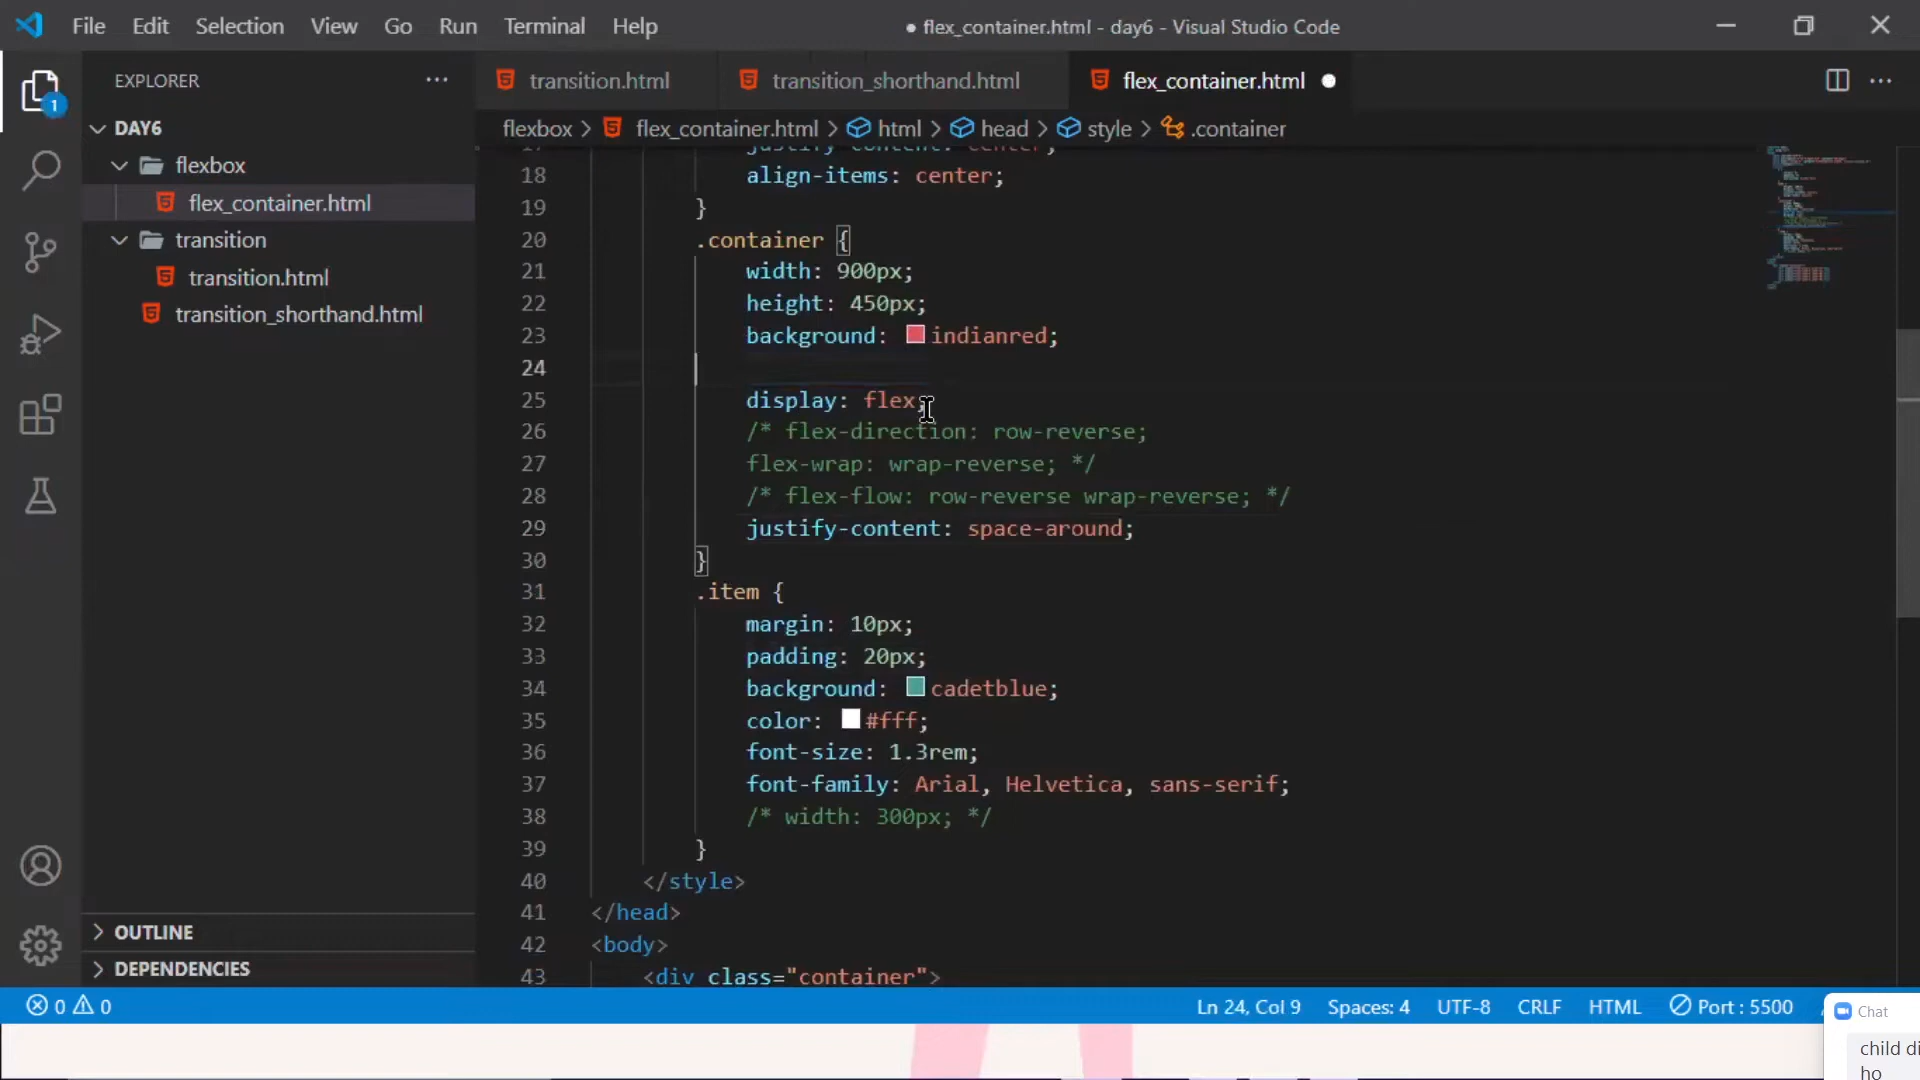 File Edit Selection View Go Run Terminal Help
● flex_container.html - day6 - Visual Studio Code
EXPLORER
transition.html transition_shorthand.html flex_container.html
DAY6
flexbox > flex_container.html > html > head > style > .container
flexbox
flex_container.html
transition
transition.html
transition_shorthand.html
17 justify-content: center;
18 align-items: center;
19 }
20 .container {
21 width: 900px;
22 height: 450px;
23 background: indianred;
24
25 display: flex;
26 /* flex-direction: row-reverse;
27 flex-wrap: wrap-reverse; */
28 /* flex-flow: row-reverse wrap-reverse; */
29 justify-content: space-around;
30 }
31 .item {
32 margin: 10px;
33 padding: 20px;
34 background: cadetblue;
35 color: #fff;
36 font-size: 1.3rem;
37 font-family: Arial, Helvetica, sans-serif;
38 /* width: 300px; */
39 }
40 </style>
41 </head>
42 <body>
43 <div class="container">
OUTLINE
DEPENDENCIES
1
0 0
Ln 24, Col 9 Spaces: 4 UTF-8 CRLF HTML Port : 5500
Chat
child di
ho